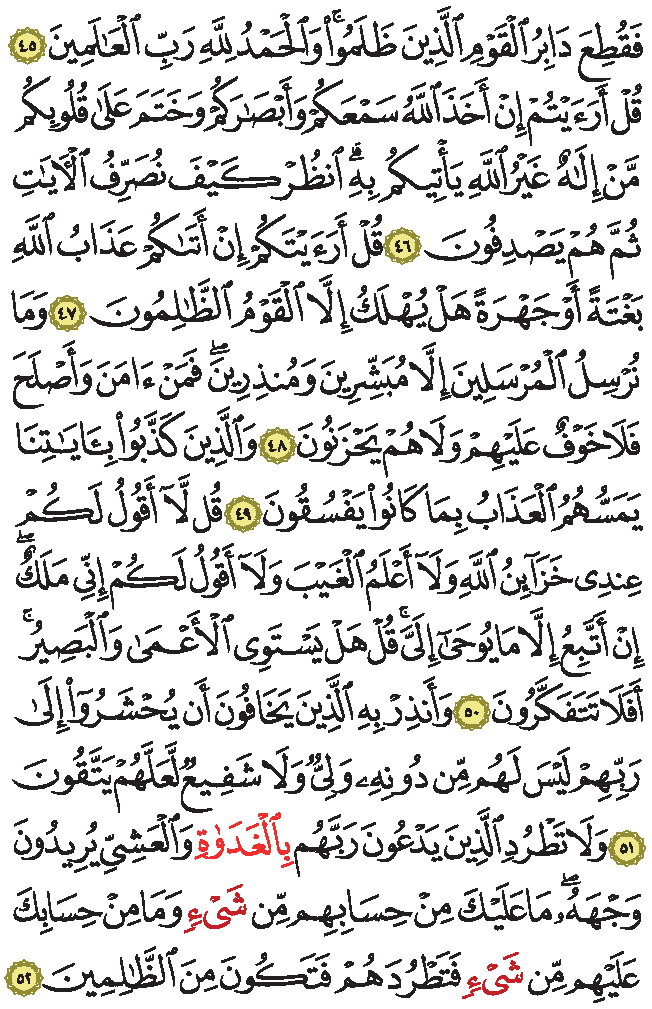 فَقُطِعَ دَابِرُ ٱلْقَوْمِ ٱلَّذِينَ ظَلَمُوا۟ ۚ وَٱلْحَمْدُ لِلَّهِ رَبِّ ٱلْعَـٰلَمِينَ ٤٥
قُلْ أَرَءَيْتُمْ إِنْ أَخَذَ ٱللَّهُ سَمْعَكُمْ وَأَبْصَـٰرَكُمْ وَخَتَمَ عَلَىٰ قُلُوبِكُم
مَّنْ إِلَـٰهٌ غَيْرُ ٱللَّهِ يَأْتِيكُم بِهِ ۗ ٱنظُرْ كَيْفَ نُصَرِّفُ ٱلْـَٔايَـٰتِ
ثُمَّ هُمْ يَصْدِفُونَ ٤٦ قُلْ أَرَءَيْتَكُمْ إِنْ أَتَىٰكُمْ عَذَابُ ٱللَّهِ
بَغْتَةً أَوْ جَهْرَةً هَلْ يُهْلَكُ إِلَّا ٱلْقَوْمُ ٱلظَّـٰلِمُونَ ٤٧ وَمَا
نُرْسِلُ ٱلْمُرْسَلِينَ إِلَّا مُبَشِّرِينَ وَمُنذِرِينَ ۖ فَمَنْ ءَامَنَ وَأَصْلَحَ
فَلَا خَوْفٌ عَلَيْهِمْ وَلَا هُمْ يَحْزَنُونَ ٤٨ وَٱلَّذِينَ كَذَّبُوا۟ بِـَٔايَـٰتِنَا
يَمَسُّهُمُ ٱلْعَذَابُ بِمَا كَانُوا۟ يَفْسُقُونَ ٤٩ قُل لَّآ أَقُولُ لَكُمْ
عِندِى خَزَآئِنُ ٱللَّهِ وَلَآ أَعْلَمُ ٱلْغَيْبَ وَلَآ أَقُولُ لَكُمْ إِنِّى مَلَكٌ ۖ
إِنْ أَتَّبِعُ إِلَّا مَا يُوحَىٰٓ إِلَىَّ ۚ قُلْ هَلْ يَسْتَوِى ٱلْأَعْمَىٰ وَٱلْبَصِيرُ ۚ
أَفَلَا تَتَفَكَّرُونَ ٥٠ وَأَنذِرْ بِهِ ٱلَّذِينَ يَخَافُونَ أَن يُحْشَرُوٓا۟ إِلَىٰ
رَبِّهِمْ لَيْسَ لَهُم مِّن دُونِهِۦ وَلِىٌّ وَلَا شَفِيعٌ لَّعَلَّهُمْ يَتَّقُونَ
٥١ وَلَا تَطْرُدِ ٱلَّذِينَ يَدْعُونَ رَبَّهُم بِٱلْغَدَوٰةِ وَٱلْعَشِىِّ يُرِيدُونَ
وَجْهَهُۥ ۖ مَا عَلَيْكَ مِنْ حِسَابِهِم مِّن شَىْءٍ وَمَا مِنْ حِسَابِكَ
عَلَيْهِم مِّن شَىْءٍ فَتَطْرُدَهُمْ فَتَكُونَ مِنَ ٱلظَّـٰلِمِينَ ٥٢